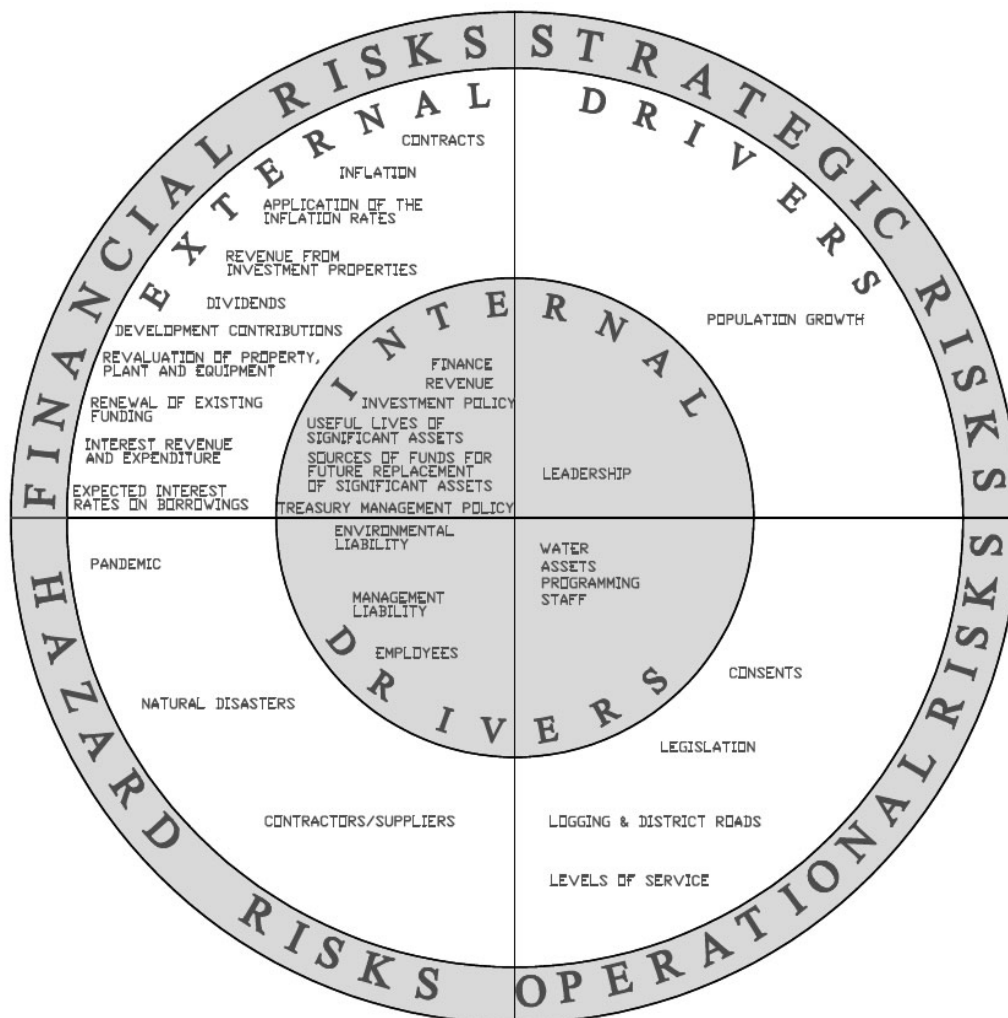 FINANCIAL RISKS
STRATEGIC RISKS
EXTERNAL DRIVERS
CONTRACTS
INFLATION
APPLICATION OF THE
INFLATION RATES
REVENUE FROM
INVESTMENT PROPERTIES
DIVIDENDS
DEVELOPMENT CONTRIBUTIONS
REVALUATION OF PROPERTY,
PLANT AND EQUIPMENT
RENEWAL OF EXISTING
FUNDING
INTEREST REVENUE
AND EXPENDITURE
EXPECTED INTEREST
RATES ON BORROWINGS
POPULATION GROWTH
INTERNAL
FINANCE
REVENUE
INVESTMENT POLICY
USEFUL LIVES OF
SIGNIFICANT ASSETS
SOURCES OF FUNDS FOR
FUTURE REPLACEMENT
OF SIGNIFICANT ASSETS
TREASURY MANAGEMENT POLICY
LEADERSHIP
ENVIRONMENTAL
LIABILITY
MANAGEMENT
LIABILITY
EMPLOYEES
WATER
ASSETS
PROGRAMMING
STAFF
DRIVERS
PANDEMIC
NATURAL DISASTERS
CONTRACTORS/SUPPLIERS
CONSENTS
LEGISLATION
LOGGING & DISTRICT ROADS
LEVELS OF SERVICE
HAZARD RISKS
OPERATIONAL RISKS